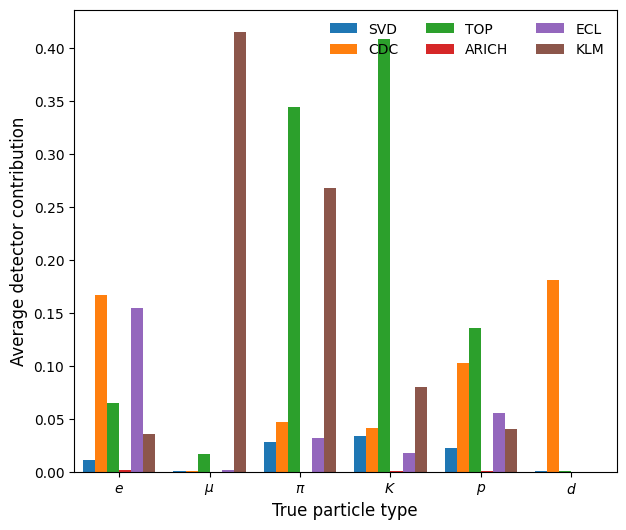 SVD TOP ECL
CDC ARICH KLM
0.40
0.35
0.30
0.25
0.20
0.15
0.10
0.05
0.00
Average detector contribution
e μ π K p d
True particle type